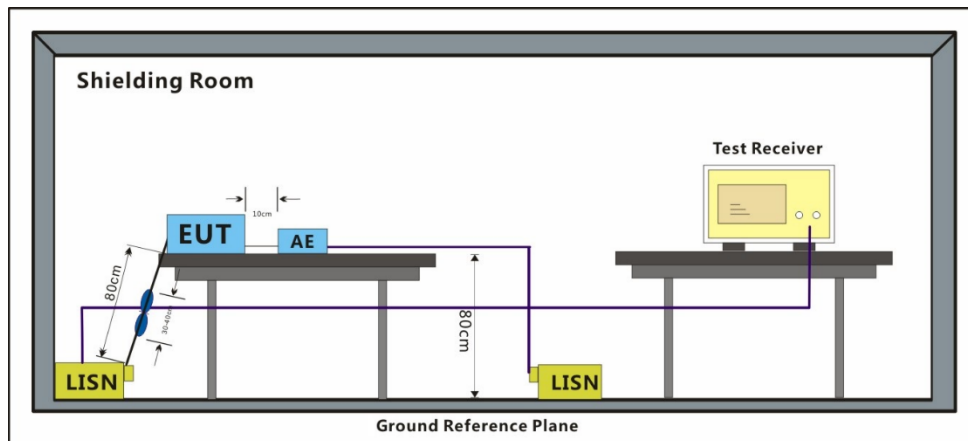 Shielding Room
Test Receiver
10cm
EUT
AE
80cm
30-40cm
80cm
LISN
LISN
Ground Reference Plane